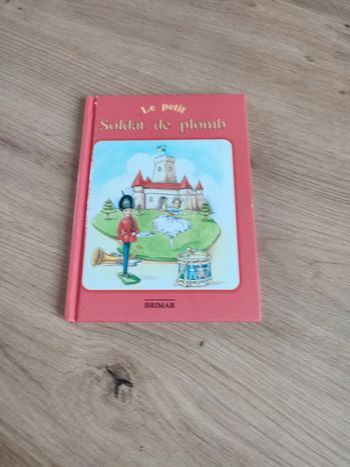 Le petit
Soldat de plomb
BRIMAR